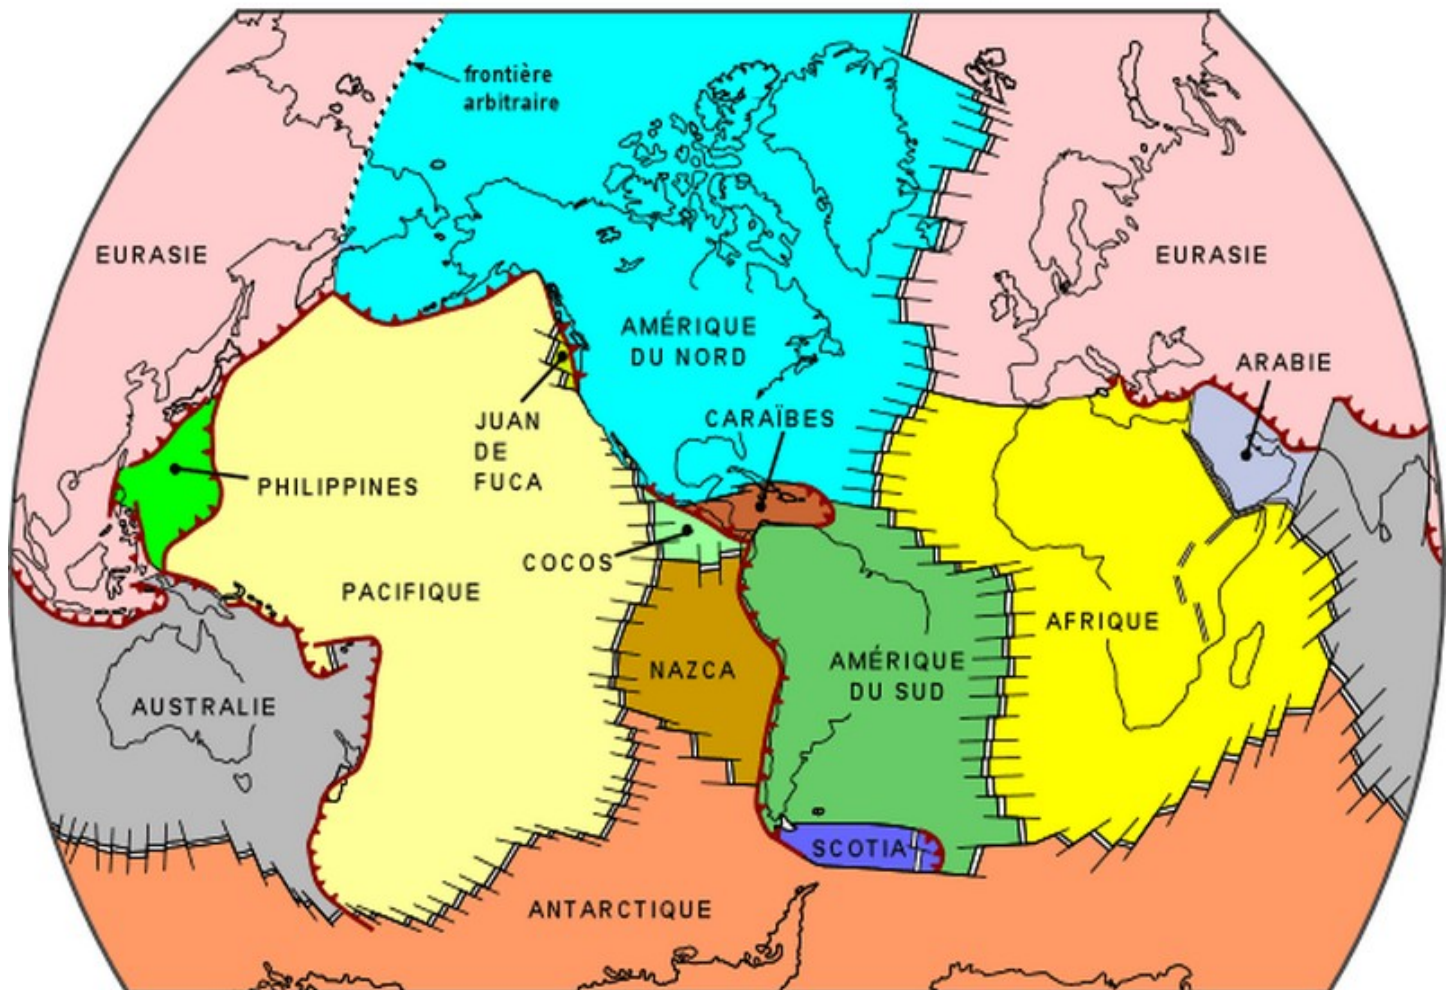 frontière
arbitraire
EURASIE
EURASIE
AMÉRIQUE
DU NORD
ARABIE
JUAN
DE
FUCA
CARAÏBES
PHILIPPINES
COCOS
PACIFIQUE
AFRIQUE
NAZCA
AMÉRIQUE
DU SUD
AUSTRALIE
SCOTIA
ANTARCTIQUE